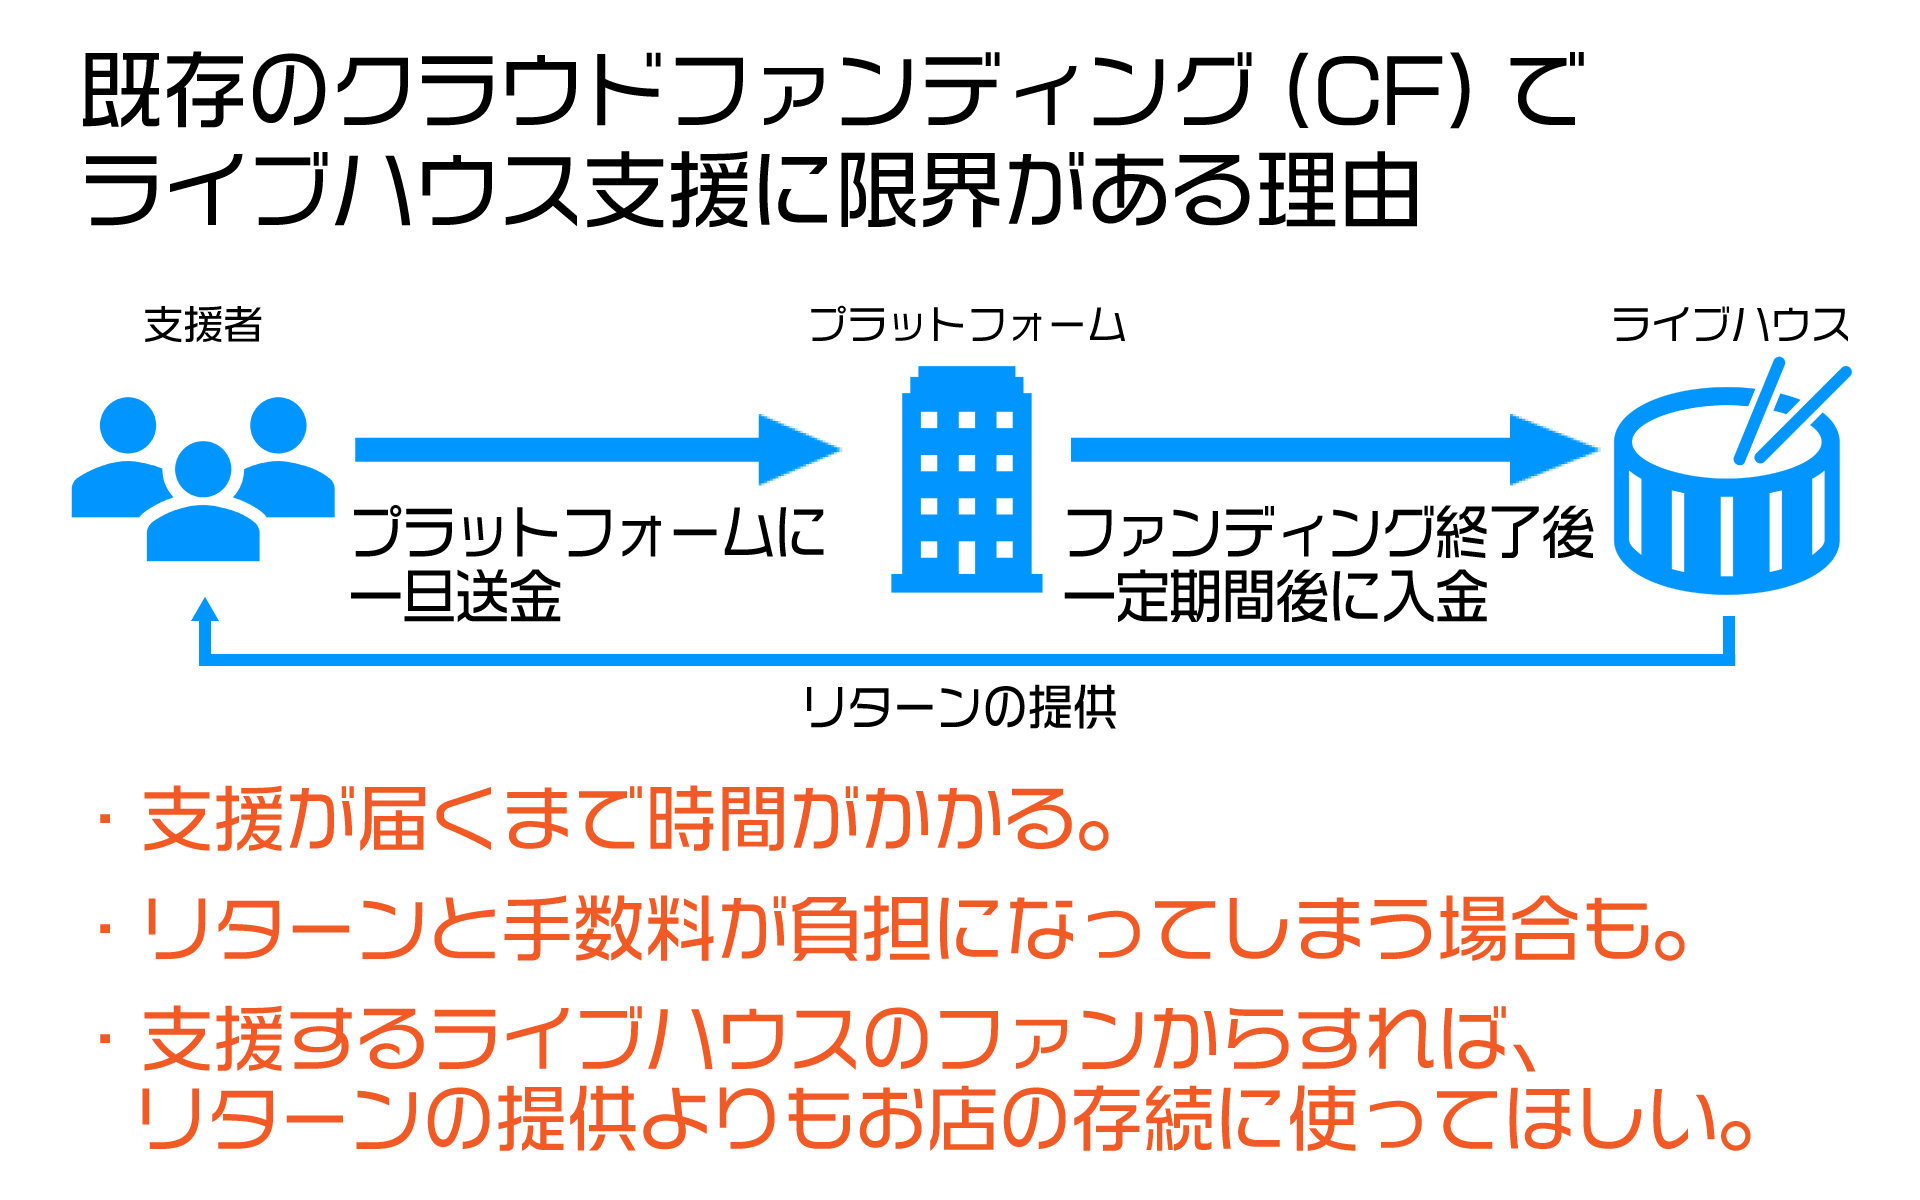 既存のクラウドファンディング(CF)で
ライブハウス支援に限界がある理由
支援者
プラットフォーム
ライブハウス
プラットフォームに
一旦送金
ファンディング終了後
一定期間後に入金
リターンの提供
・支援が届くまで時間がかかる。
・リターンと手数料が負担になってしまう場合も。
・支援するライブハウスのファンからすれば、
リターンの提供よりもお店の存続に使ってほしい。